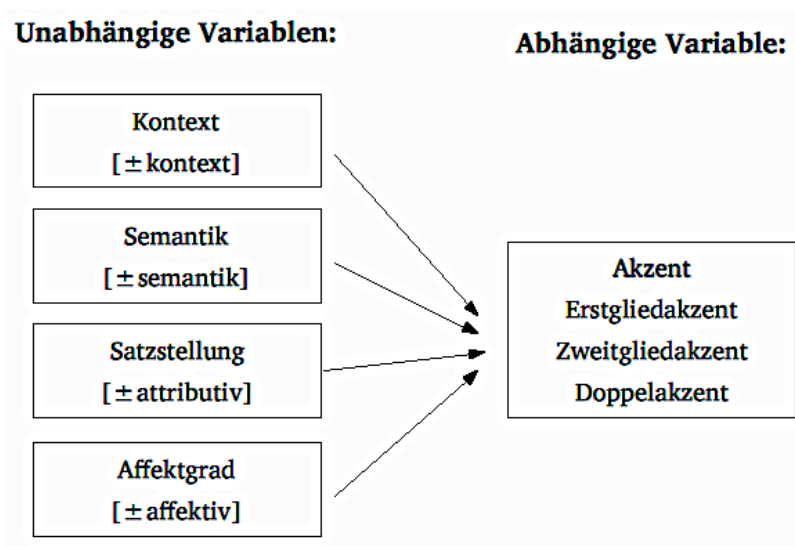 Unabhängige Variablen:
Abhängige Variable:
Kontext
[±kontext]
Semantik
[±semantik]
Satzstellung
[±attributiv]
Affektgrad
[±affektiv]
Akzent
Erstgliedakzent
Zweitgliedakzent
Doppelakzent